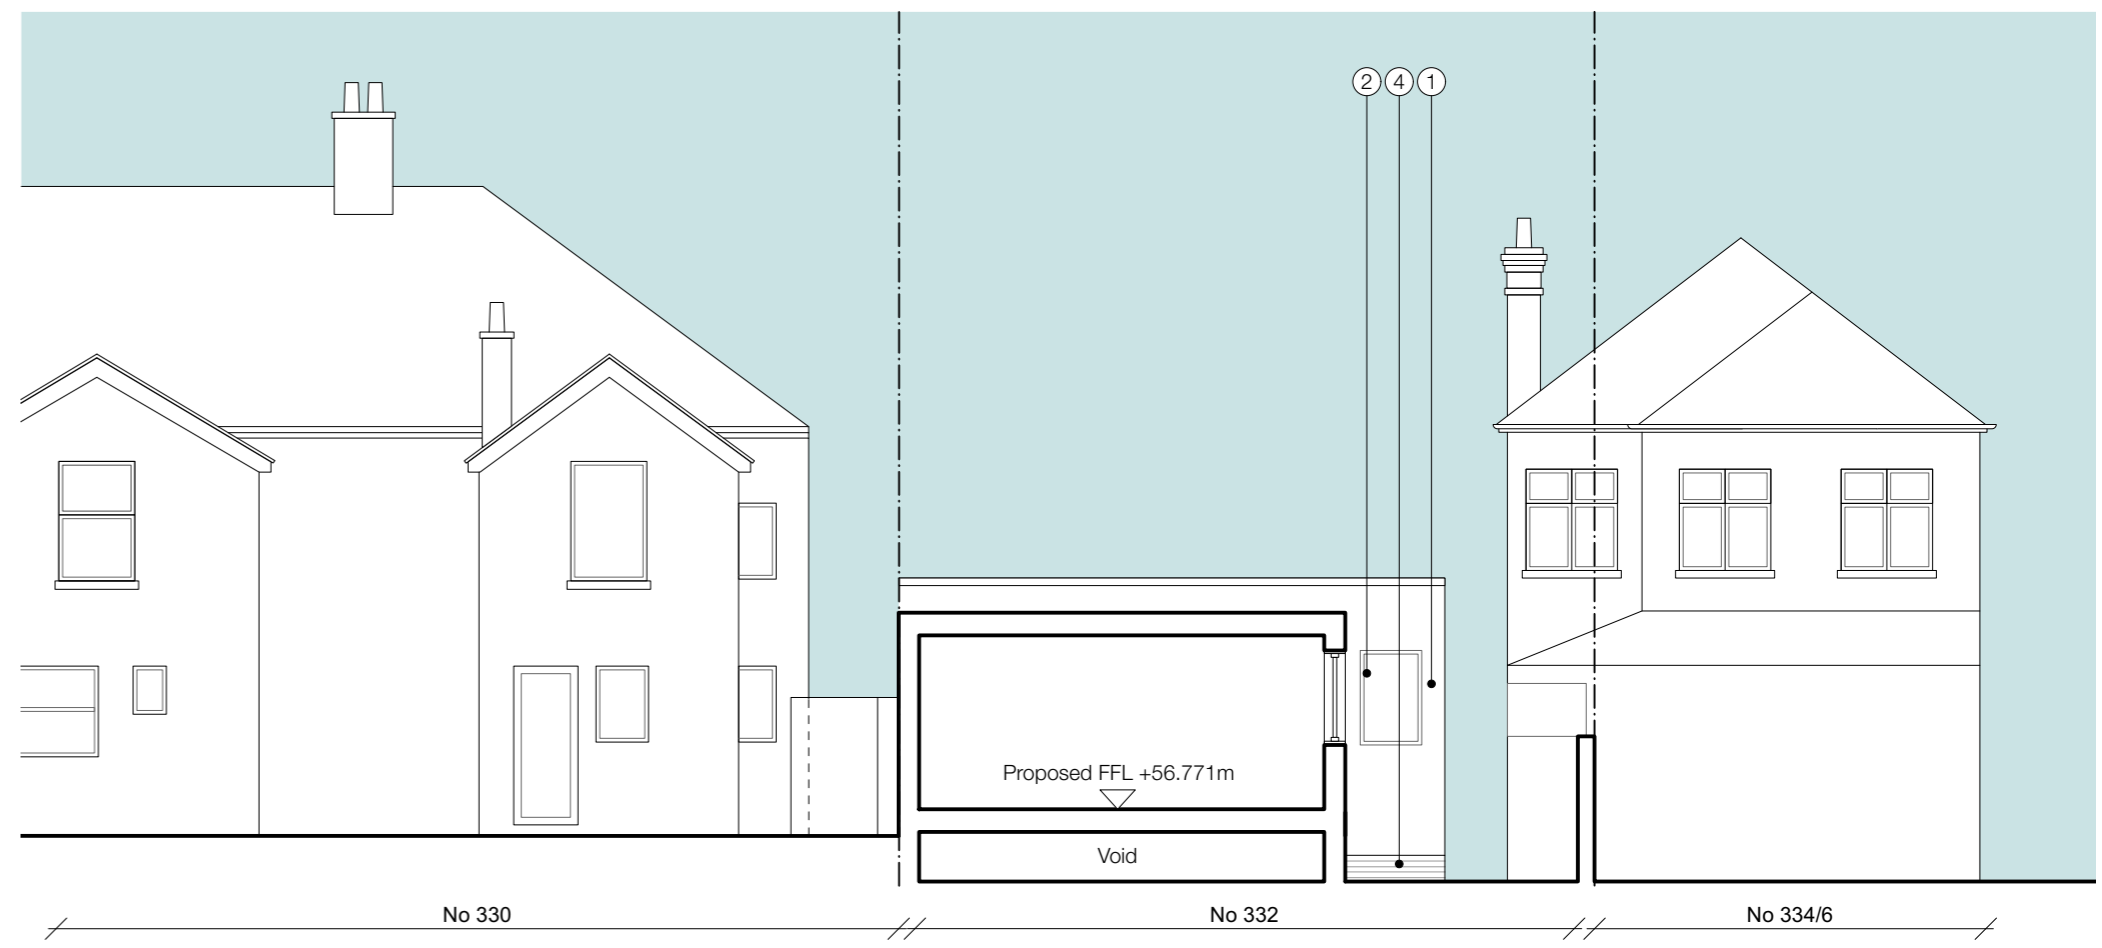 2 4 1
Proposed FFL +56.771m
Void
No 330
No 332
No 334/6